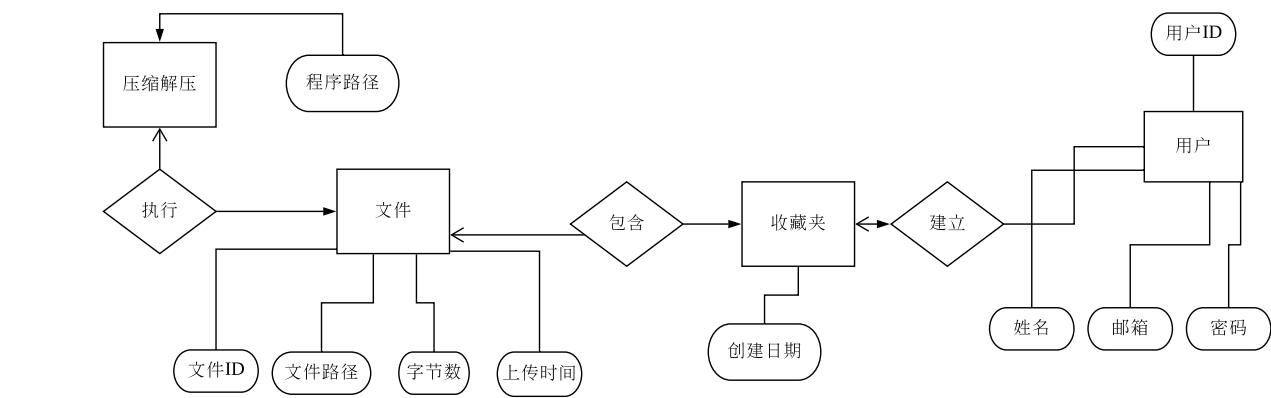 用户ID
压缩解压
程序路径
用户
执行
文件
包含
收藏夹
建立
姓名
邮箱
密码
创建日期
文件ID
文件路径
字节数
上传时间